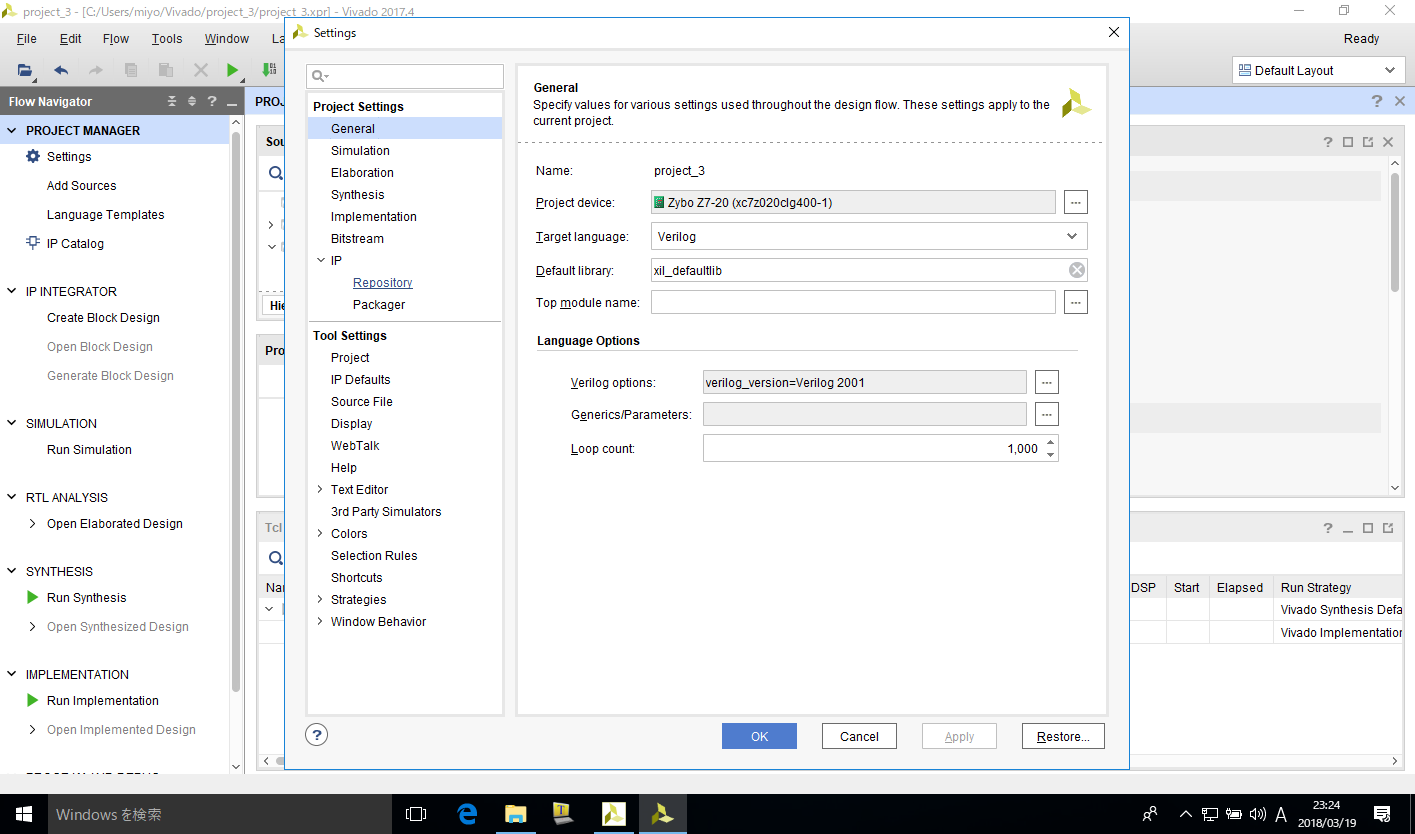 project_3 - [C:/Users/miyo/Vivado/project_3/project_3.xpr] - Vivado 2017.4
File Edit Flow Tools Window
Ready
Default Layout
Flow Navigator
PROJECT MANAGER
Settings
Add Sources
Language Templates
IP Catalog
IP INTEGRATOR
Create Block Design
Open Block Design
Generate Block Design
SIMULATION
Run Simulation
RTL ANALYSIS
Open Elaborated Design
SYNTHESIS
Run Synthesis
Open Synthesized Design
IMPLEMENTATION
Run Implementation
Open Implemented Design
Settings
Project Settings
General
Simulation
Elaboration
Synthesis
Implementation
Bitstream
IP
Repository
Packager
Tool Settings
Project
IP Defaults
Source File
Display
WebTalk
Help
Text Editor
3rd Party Simulators
Colors
Selection Rules
Shortcuts
Strategies
Window Behavior
General
Specify values for various settings used throughout the design flow. These settings apply to the
current project.
Name: project_3
Project device: Zybo Z7-20 (xc7z020clg400-1)
Target language: Verilog
Default library: xil_defaultlib
Top module name:
Language Options
Verilog options: verilog_version=Verilog 2001
Generics/Parameters:
Loop count: 1,000
OK Cancel Apply Restore...
Tcl
DSP Start Elapsed Run Strategy
Vivado Synthesis Defa
Vivado Implementation
Windows を検索
A
23:24
2018/03/19